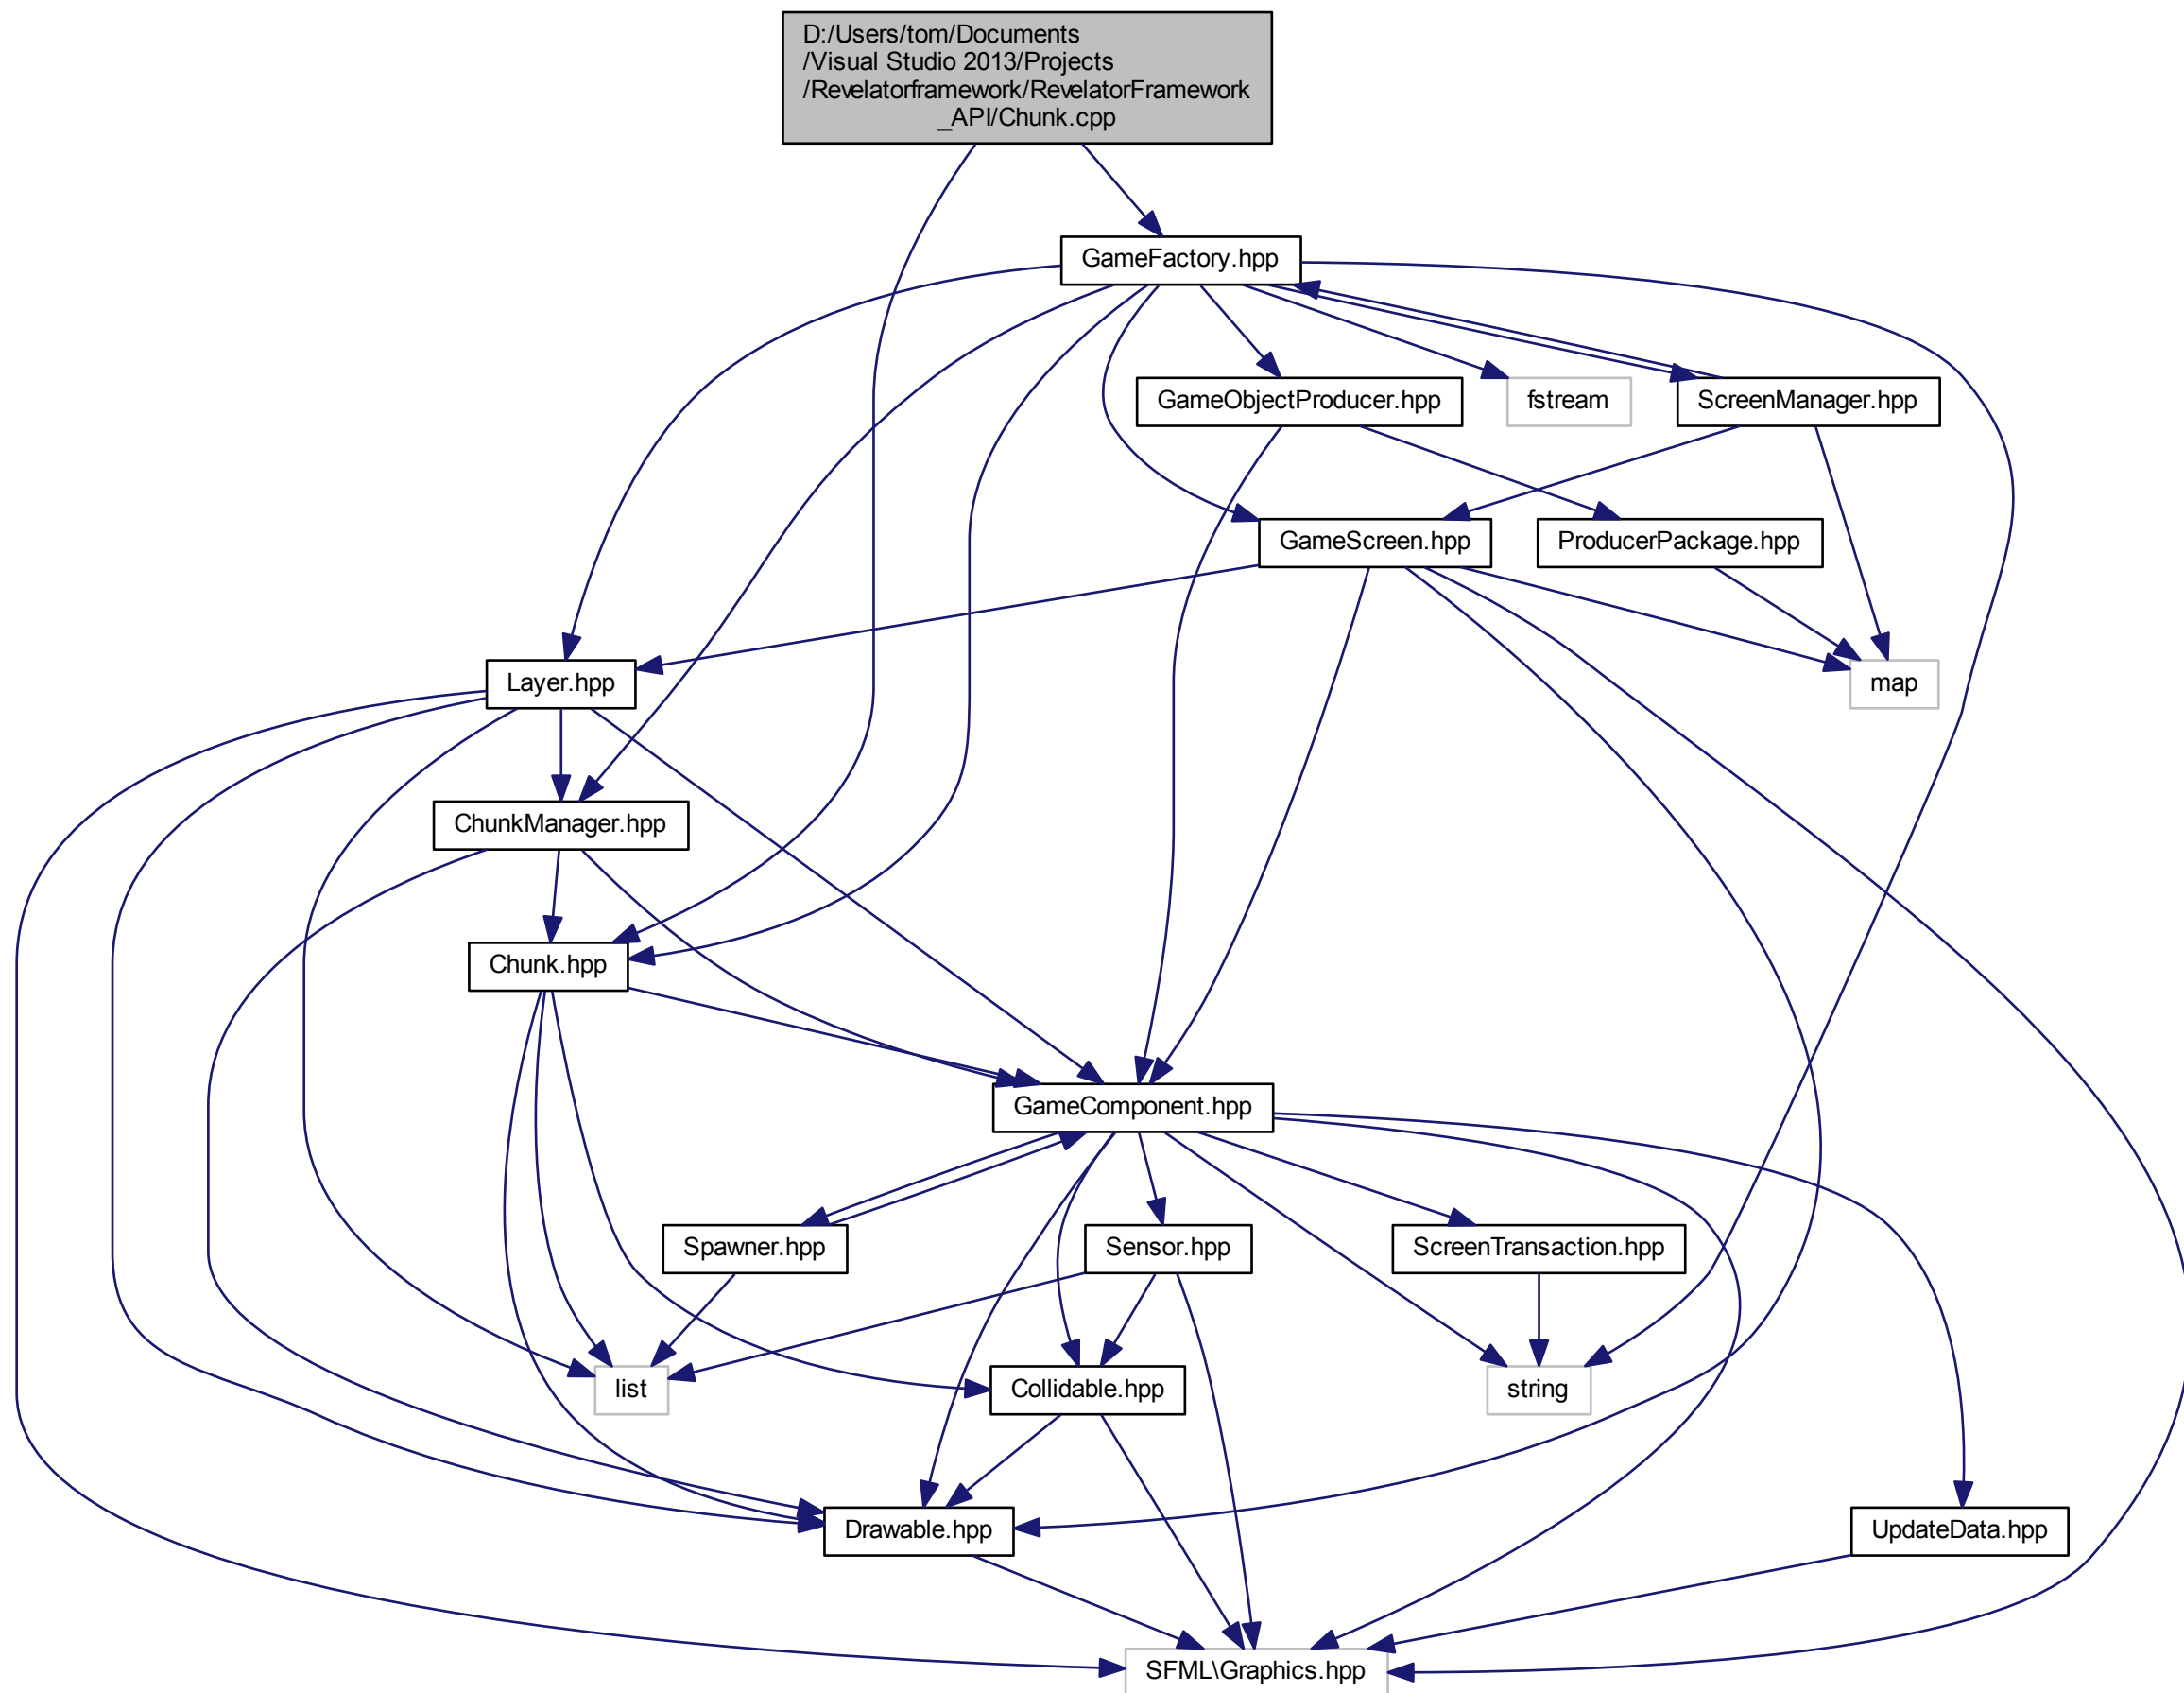 D:/Users/tom/Documents
/Visual Studio 2013/Projects
/Revelatorframework/RevelatorFramework
_API/Chunk.cpp
GameFactory.hpp
GameObjectProducer.hpp
fstream
ScreenManager.hpp
GameScreen.hpp
ProducerPackage.hpp
Layer.hpp
map
ChunkManager.hpp
Chunk.hpp
GameComponent.hpp
Spawner.hpp
Sensor.hpp
ScreenTransaction.hpp
list
Collidable.hpp
string
Drawable.hpp
UpdateData.hpp
SFML\Graphics.hpp